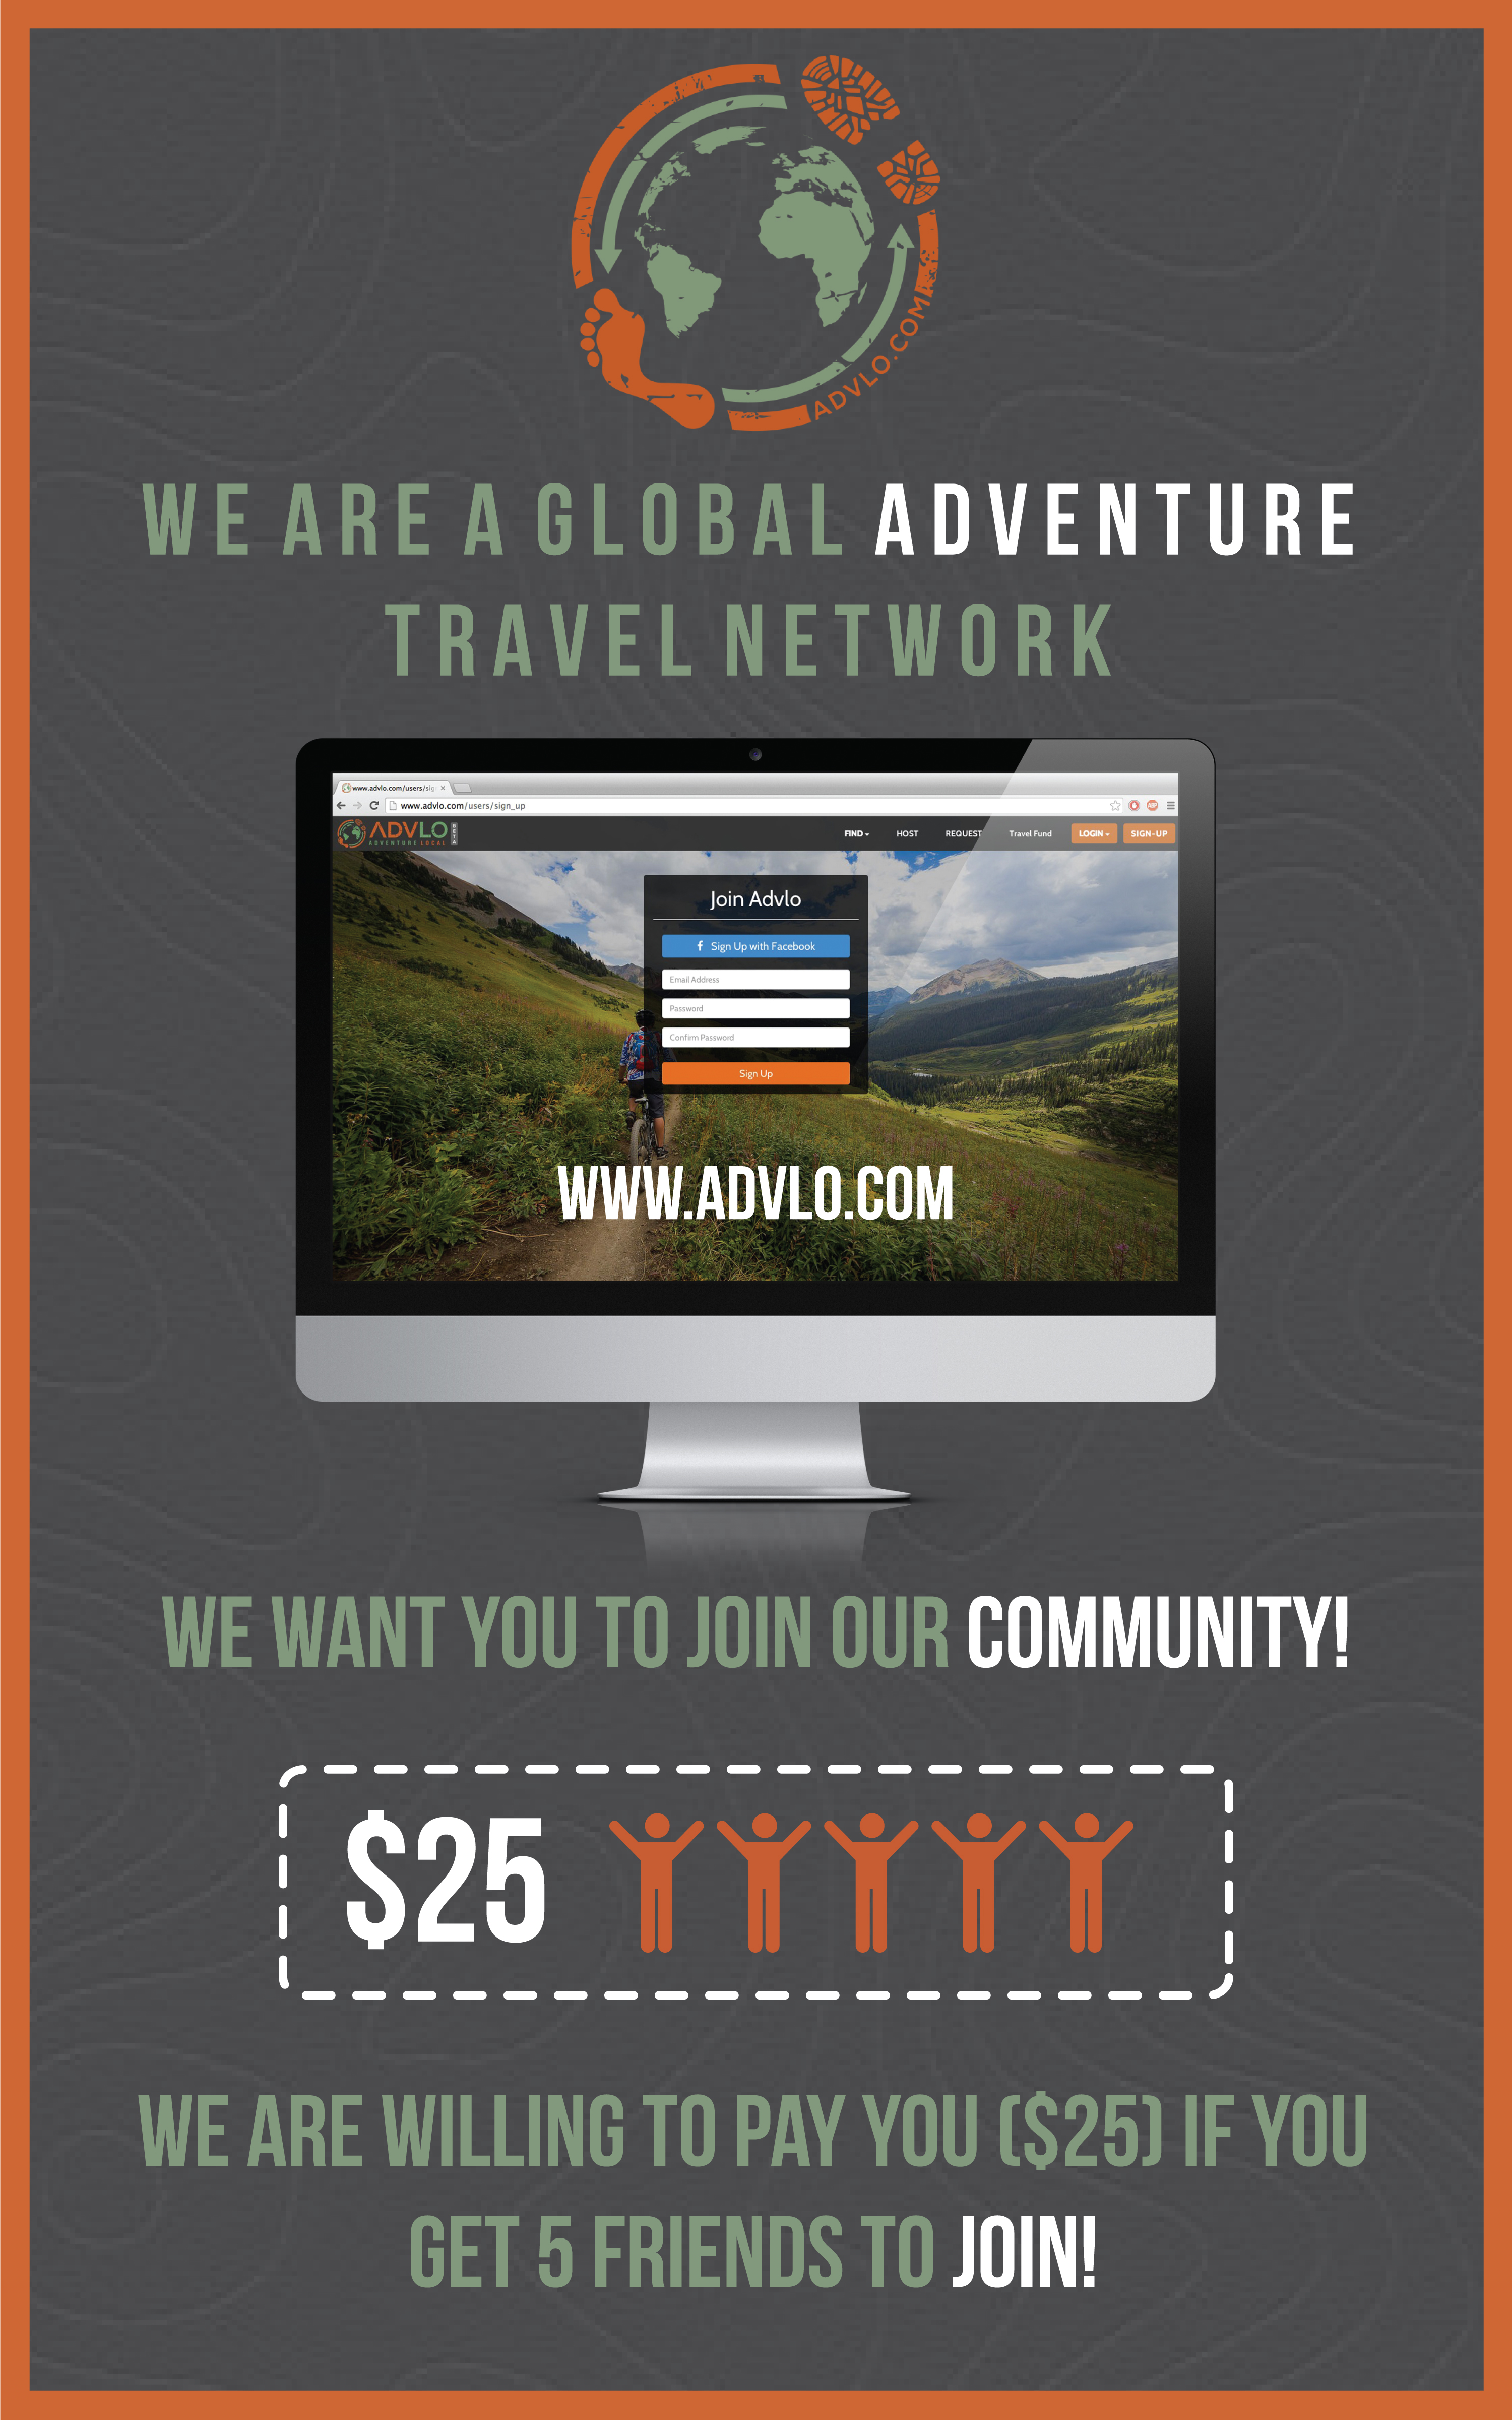 ADVLO.COM
WE ARE A GLOBAL ADVENTURE
TRAVEL NETWORK
www.advlo.com/users/sig
www.advlo.com/users/sign_up
ADVLO BETA
ADVENTURE LOCAL
FIND HOST REQUEST Travel Fund LOGIN SIGN-UP
Join Advlo
f Sign Up with Facebook
Email Address
Password
Confirm Password
Sign Up
WWW.ADVLO.COM
WE WANT YOU TO JOIN OUR COMMUNITY!
$25
WE ARE WILLING TO PAY YOU ($25) IF YOU
GET 5 FRIENDS TO JOIN!